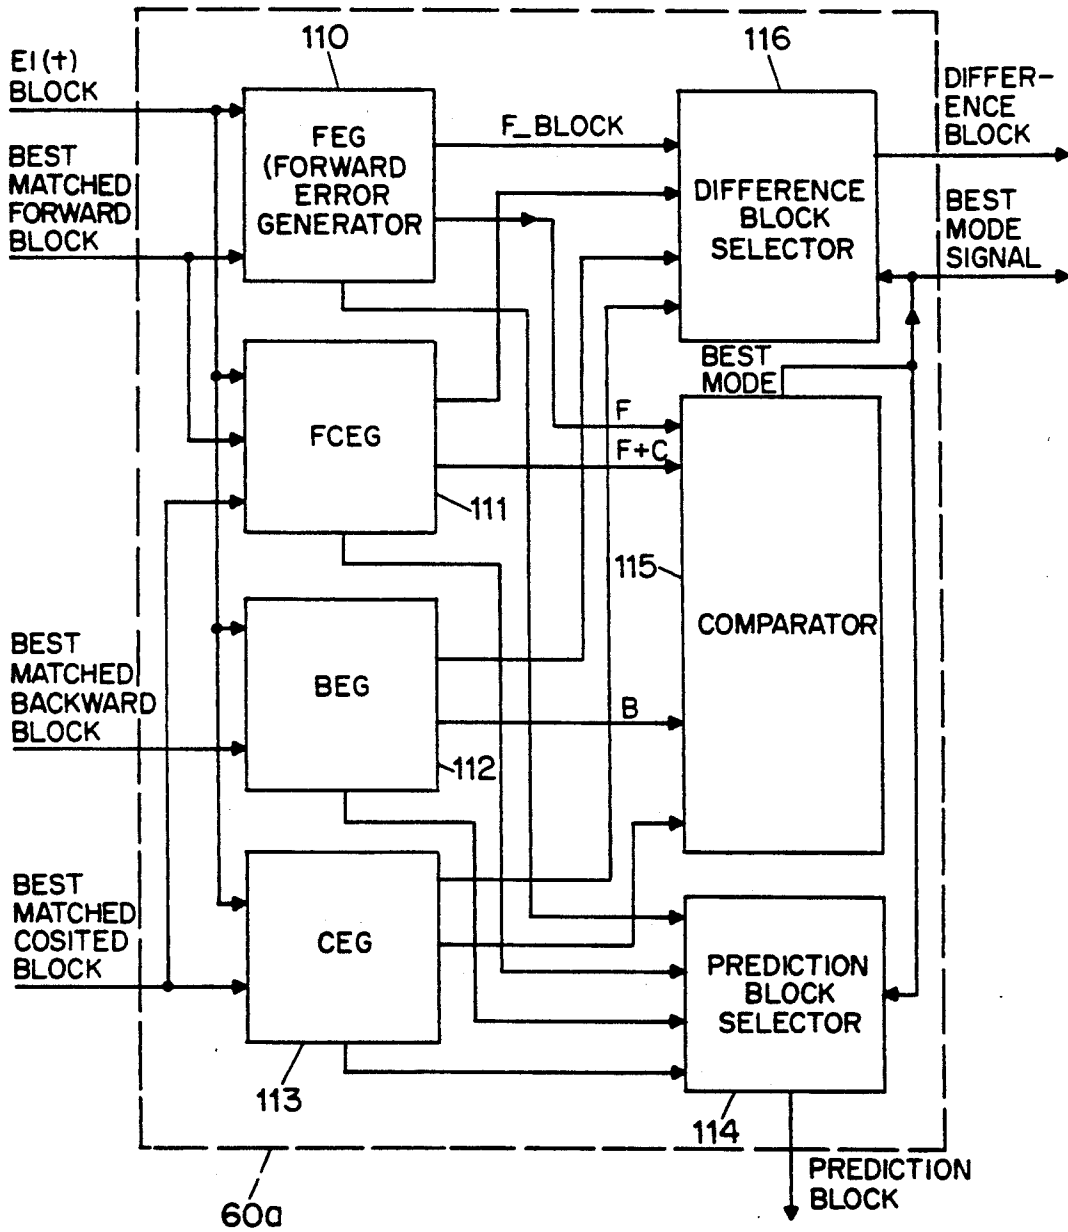 110
116
EI(t)
BLOCK
DIFFER-
ENCE
BLOCK
FEG
(FORWARD
ERROR
GENERATOR
F_BLOCK
BEST
MATCHED
FORWARD
BLOCK
DIFFERENCE
BLOCK
SELECTOR
BEST
MODE
SIGNAL
BEST
MODE
FCEG
F
F+C
111
115
COMPARATOR
BEST
MATCHED
BACKWARD
BLOCK
BEG
B
112
BEST
MATCHED
COSITED
BLOCK
CEG
PREDICTION
BLOCK
SELECTOR
113
114
PREDICTION
BLOCK
60a